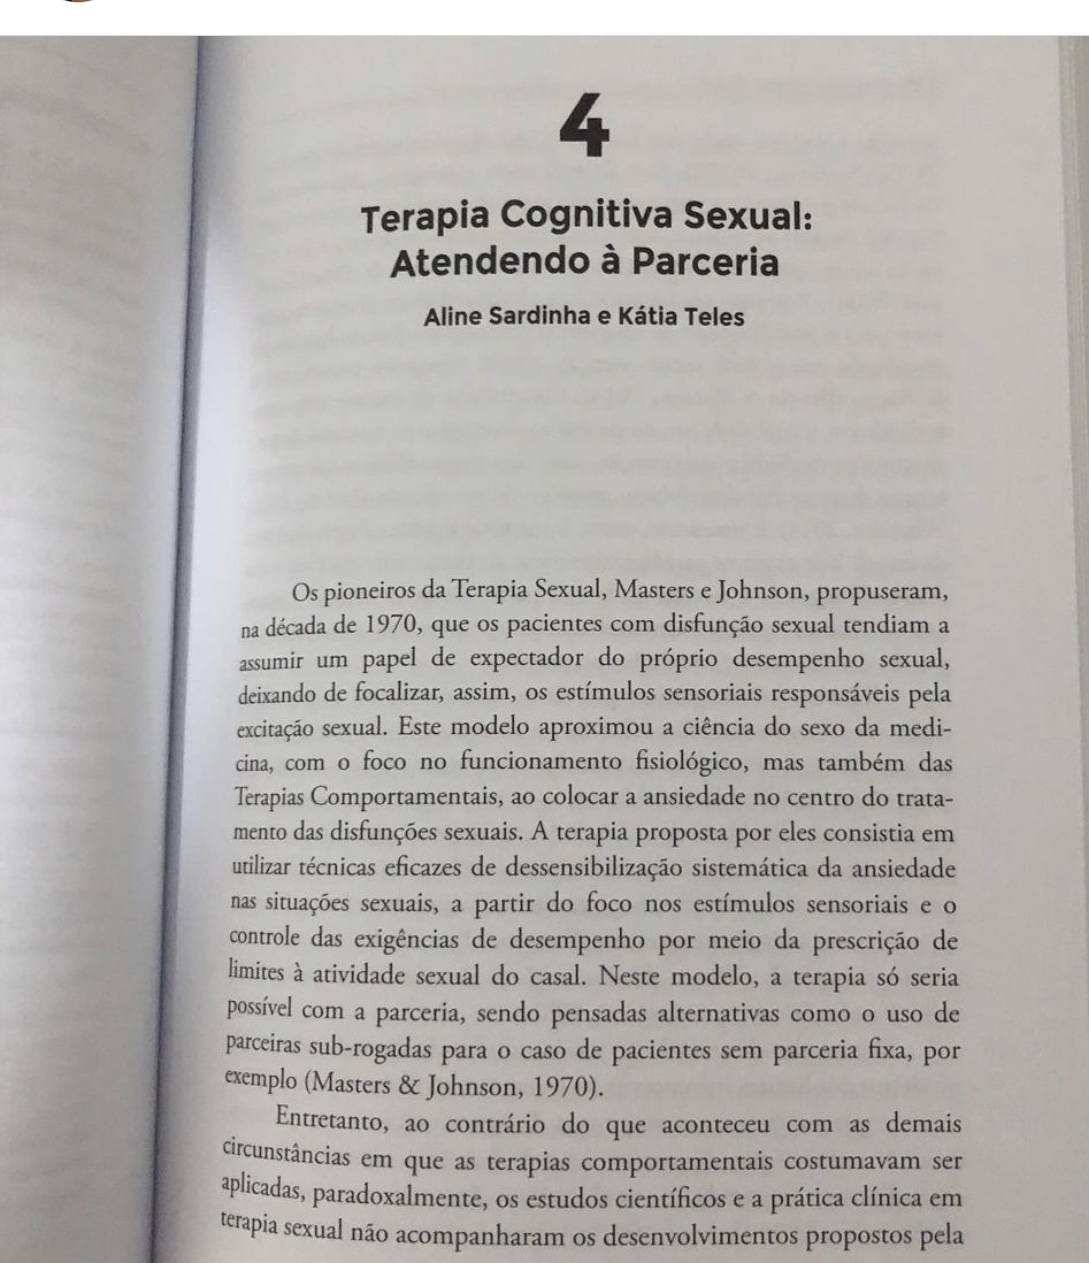 4
Terapia Cognitiva Sexual:
Atendendo à Parceria
Aline Sardinha e Kátia Teles
Os pioneiros da Terapia Sexual, Masters e Johnson, propuseram,
na década de 1970, que os pacientes com disfunção sexual tendiam a
assumir um papel de expectador do próprio desempenho sexual,
deixando de focalizar, assim, os estímulos sensoriais responsáveis pela
excitação sexual. Este modelo aproximou a ciência do sexo da medi-
cina, com o foco no funcionamento fisiológico, mas também das
Terapias Comportamentais, ao colocar a ansiedade no centro do trata-
mento das disfunções sexuais. A terapia proposta por eles consistia em
utilizar técnicas eficazes de dessensibilização sistemática da ansiedade
nas situações sexuais, a partir do foco nos estímulos sensoriais e o
controle das exigências de desempenho por meio da prescrição de
limites à atividade sexual do casal. Neste modelo, a terapia só seria
possível com a parceria, sendo pensadas alternativas como o uso de
parceiras sub-rogadas para o caso de pacientes sem parceria fixa, por
exemplo (Masters & Johnson, 1970).
Entretanto, ao contrário do que aconteceu com as demais
circunstâncias em que as terapias comportamentais costumavam ser
aplicadas, paradoxalmente, os estudos científicos e a prática clínica em
terapia sexual não acompanharam os desenvolvimentos propostos pela